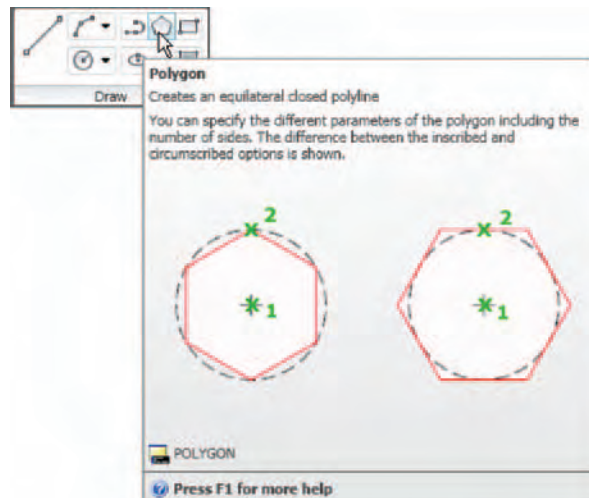 Draw
Polygon
Creates an equilateral closed polyline
You can specify the different parameters of the polygon including the
number of sides. The difference between the inscribed and
circumscribed options is shown.
2
1
2
1
POLYGON
Press F1 for more help